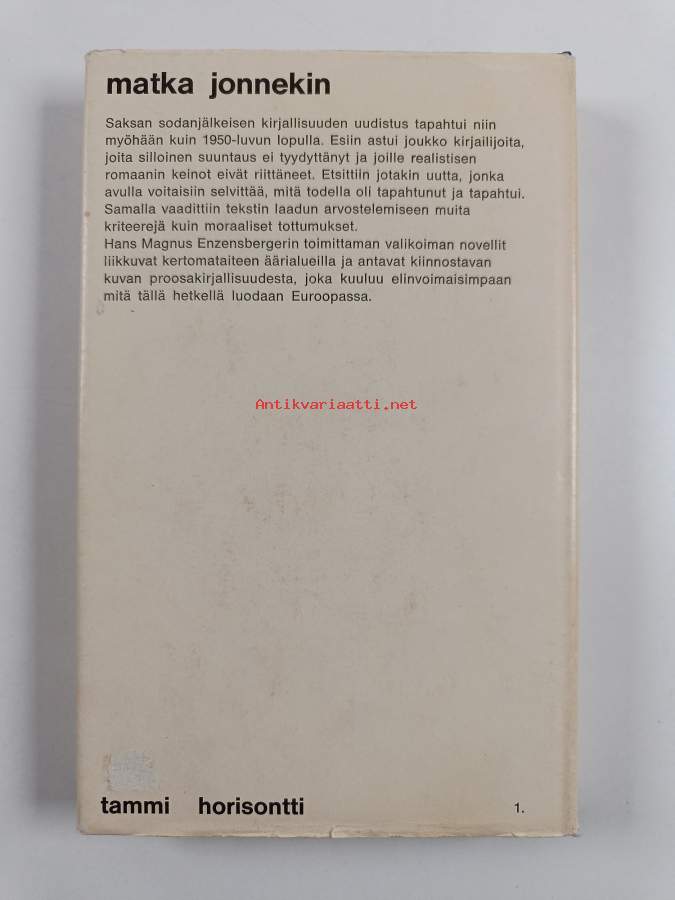 matka jonnekin
Saksan sodanjälkeisen kirjallisuuden uudistus tapahtui niin
myöhään kuin 1950-luvun lopulla. Esiin astui joukko kirjailijoita,
joita silloinen suuntaus ei tyydyttänyt ja joille realistisen
romaanin keinot eivät riittäneet. Etsittiin jotakin uutta, jonka
avulla voitaisiin selvittää, mitä todella oli tapahtunut ja tapahtui.
Samalla vaadittiin tekstin laadun arvostelemiseen muita
kriteerejä kuin moraaliset tottumukset.
Hans Magnus Enzensbergerin toimittaman valikoiman novellit
liikkuvat kertomataiteen äärialueilla ja antavat kiinnostavan
kuvan proosakirjallisuudesta, joka kuuluu elinvoimaisimpaan
mitä tällä hetkellä luodaan Euroopassa.
Antikvariaatti.net
tammi horisontti 1.